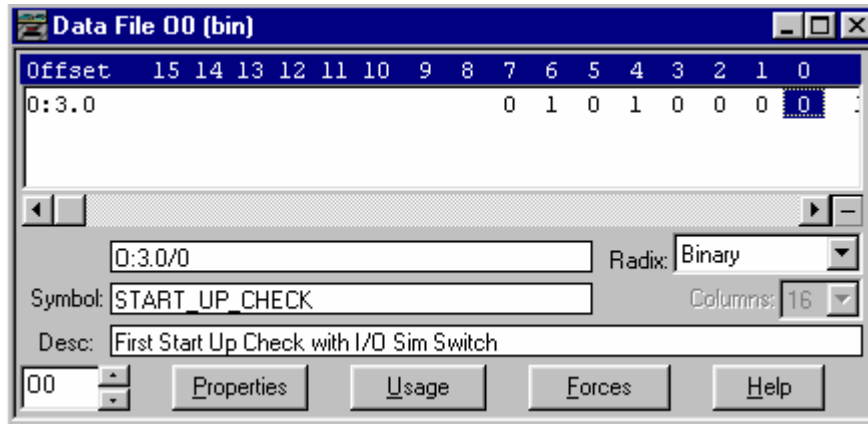 Data File O0 (bin)
Offset 15 14 13 12 11 10 9 8 7 6 5 4 3 2 1 0
O:3.0 0 1 0 1 0 0 0 0
O:3.0/0 Radix: Binary
Symbol: START_UP_CHECK Columns: 16
Desc: First Start Up Check with I/O Sim Switch
O0 Properties Usage Forces Help